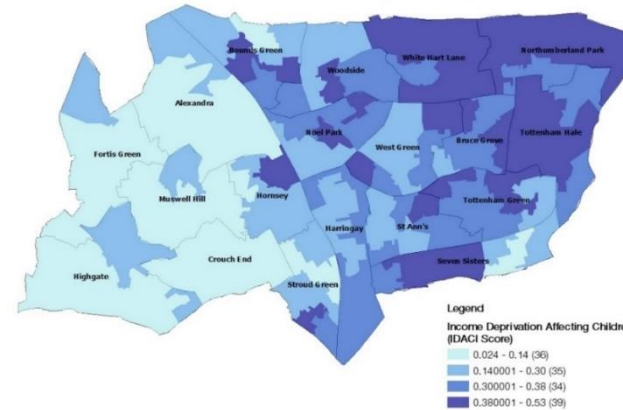 Bounds Green
White Hart Lane
Northumberland Park
Woodside
Alexandra
Noel Park
Tottenham Hale
West Green
Bruce Grove
Fortis Green
Muswell Hill
Hornsey
Tottenham Green
Harringay
St Ann's
Crouch End
Seven Sisters
Highgate
Stroud Green
Legend
Income Deprivation Affecting Childre
(IDACI Score)
0.024 - 0.14 (36)
0.140001 - 0.30 (35)
0.300001 - 0.38 (34)
0.380001 - 0.53 (39)